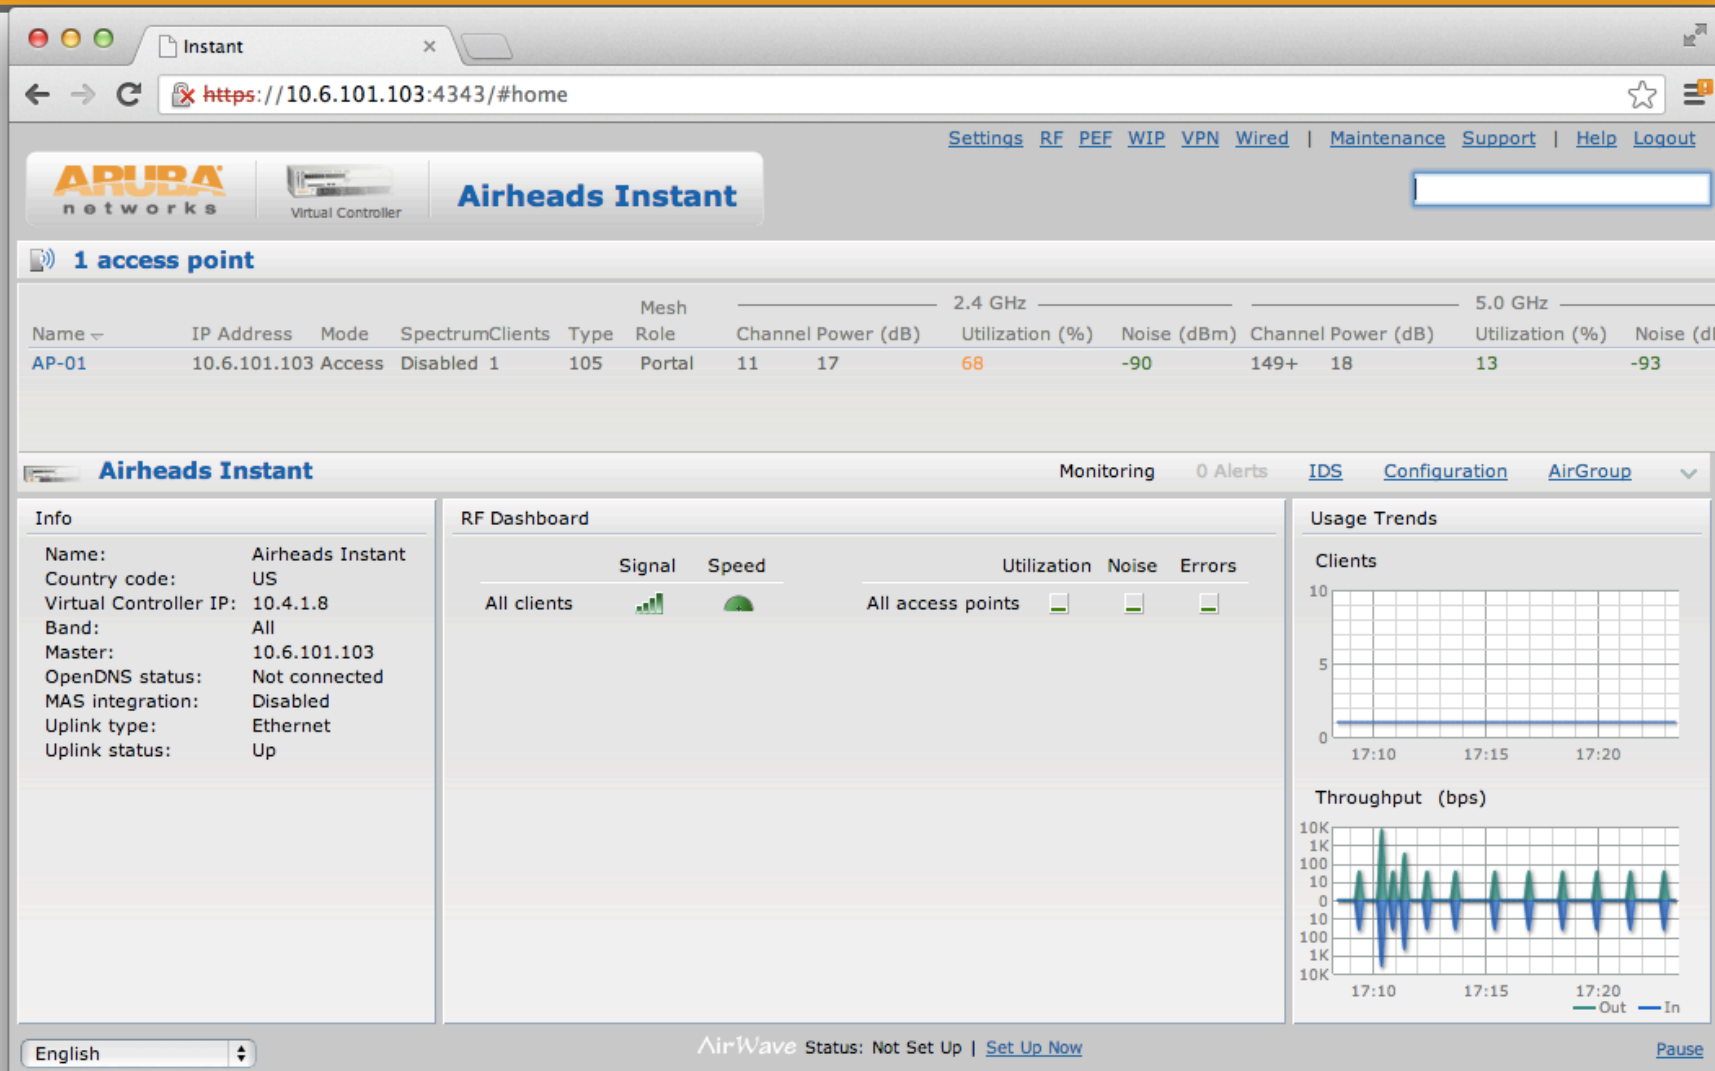 Instant
https://10.6.101.103:4343/#home
Settings RF PEF WIP VPN Wired | Maintenance Support | Help Logout
ARUBA
networks
Virtual Controller
Airheads Instant
1 access point
Mesh 2.4 GHz 5.0 GHz
Name IP Address Mode Spectrum Clients Type Role Channel Power (dB) Utilization (%) Noise (dBm) Channel Power (dB) Utilization (%) Noise (d
AP-01 10.6.101.103 Access Disabled 1 105 Portal 11 17 68 -90 149+ 18 13 -93
Airheads Instant Monitoring 0 Alerts IDS Configuration AirGroup
Info
Name: Airheads Instant
Country code: US
Virtual Controller IP: 10.4.1.8
Band: All
Master: 10.6.101.103
OpenDNS status: Not connected
MAS integration: Disabled
Uplink type: Ethernet
Uplink status: Up
RF Dashboard
Signal Speed Utilization Noise Errors
All clients All access points
Usage Trends
Clients
10
5
0
17:10 17:15 17:20
Throughput (bps)
10K
1K
100
10
0
10
100
1K
10K
17:10 17:15 17:20
Out In
English
AirWave Status: Not Set Up | Set Up Now
Pause